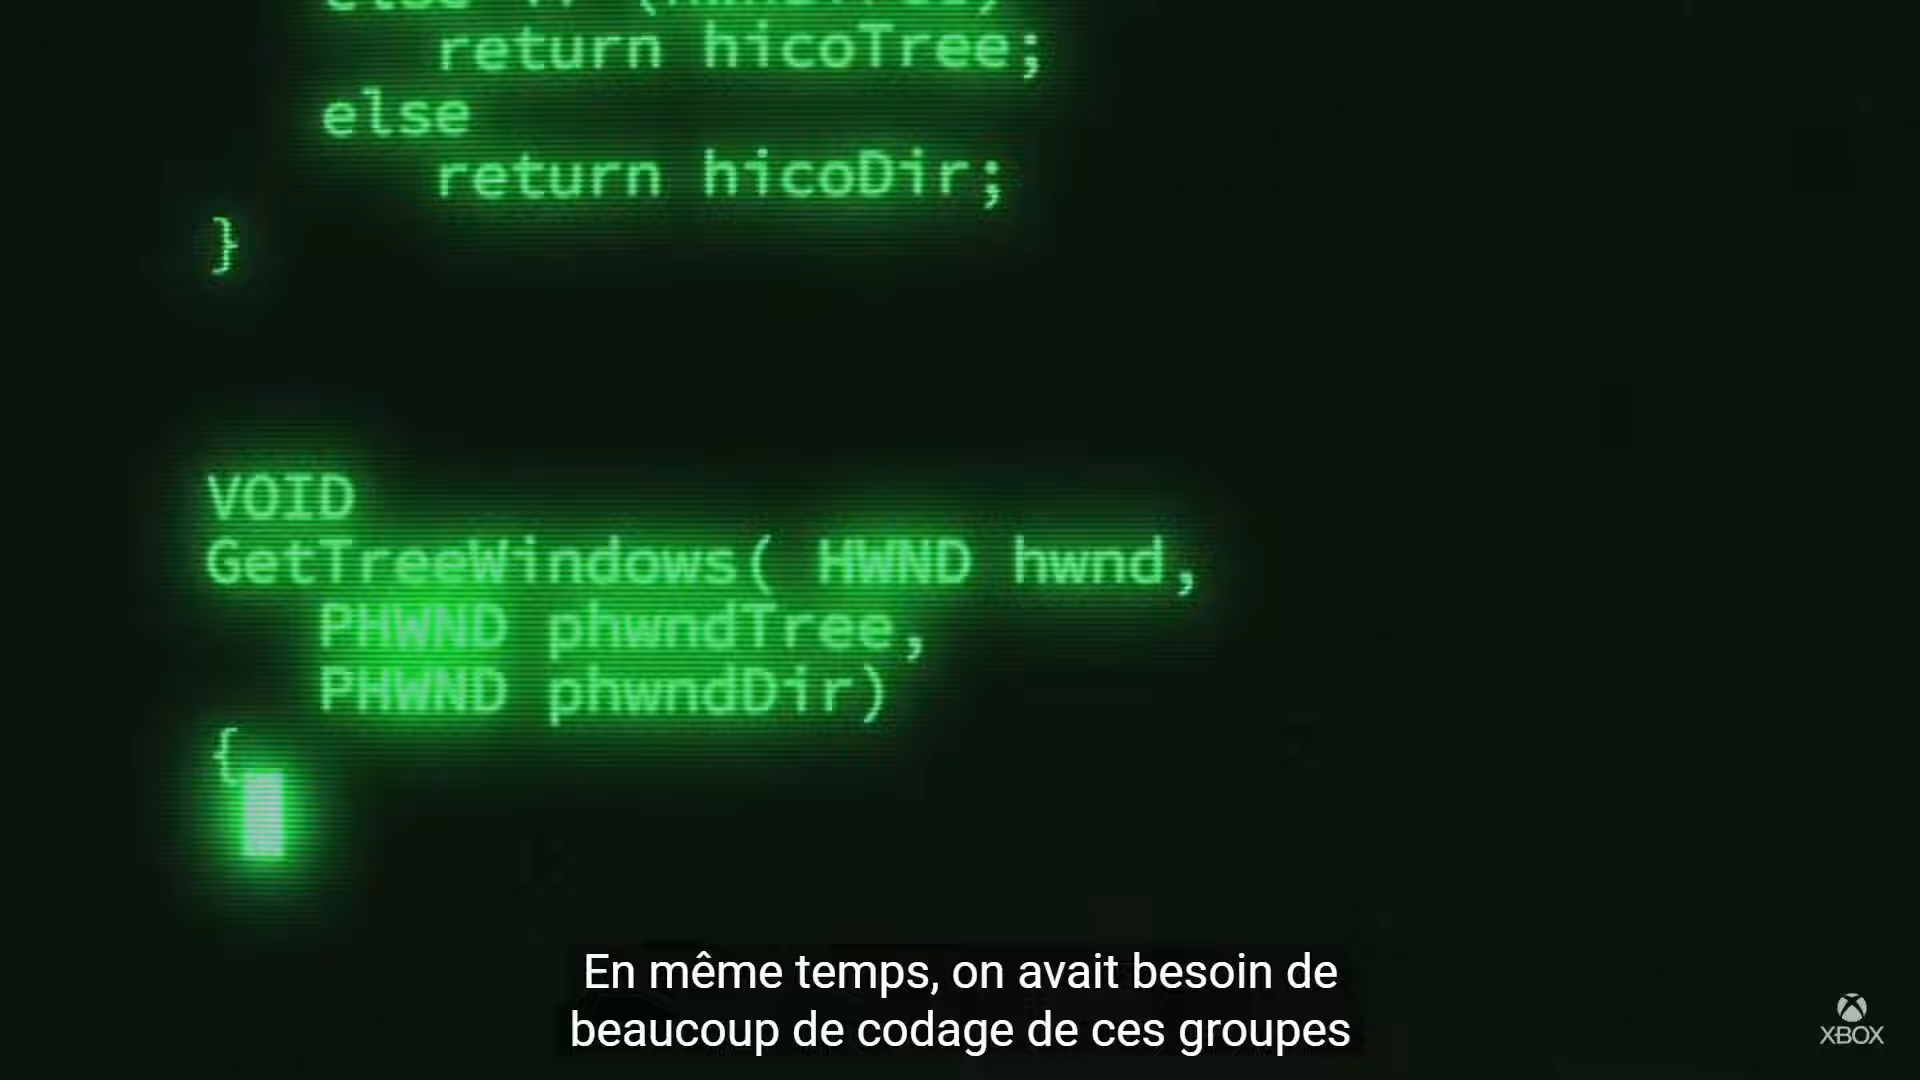 else
return hicoTree;
else
return hicoDir;
}
VOID
GetTreeWindows( HWND hwnd,
PHWND phwndTree,
PHWND phwndDir)
{
En même temps, on avait besoin de
beaucoup de codage de ces groupes
XBOX